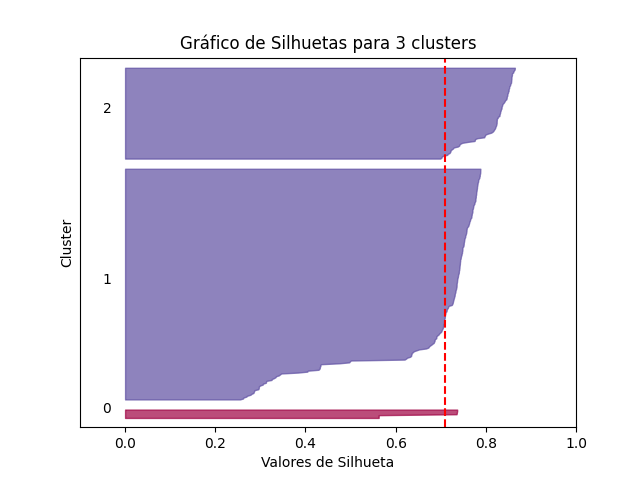 Gráfico de Silhuetas para 3 clusters
2
1
0
Cluster
0.0 0.2 0.4 0.6 0.8 1.0
Valores de Silhueta